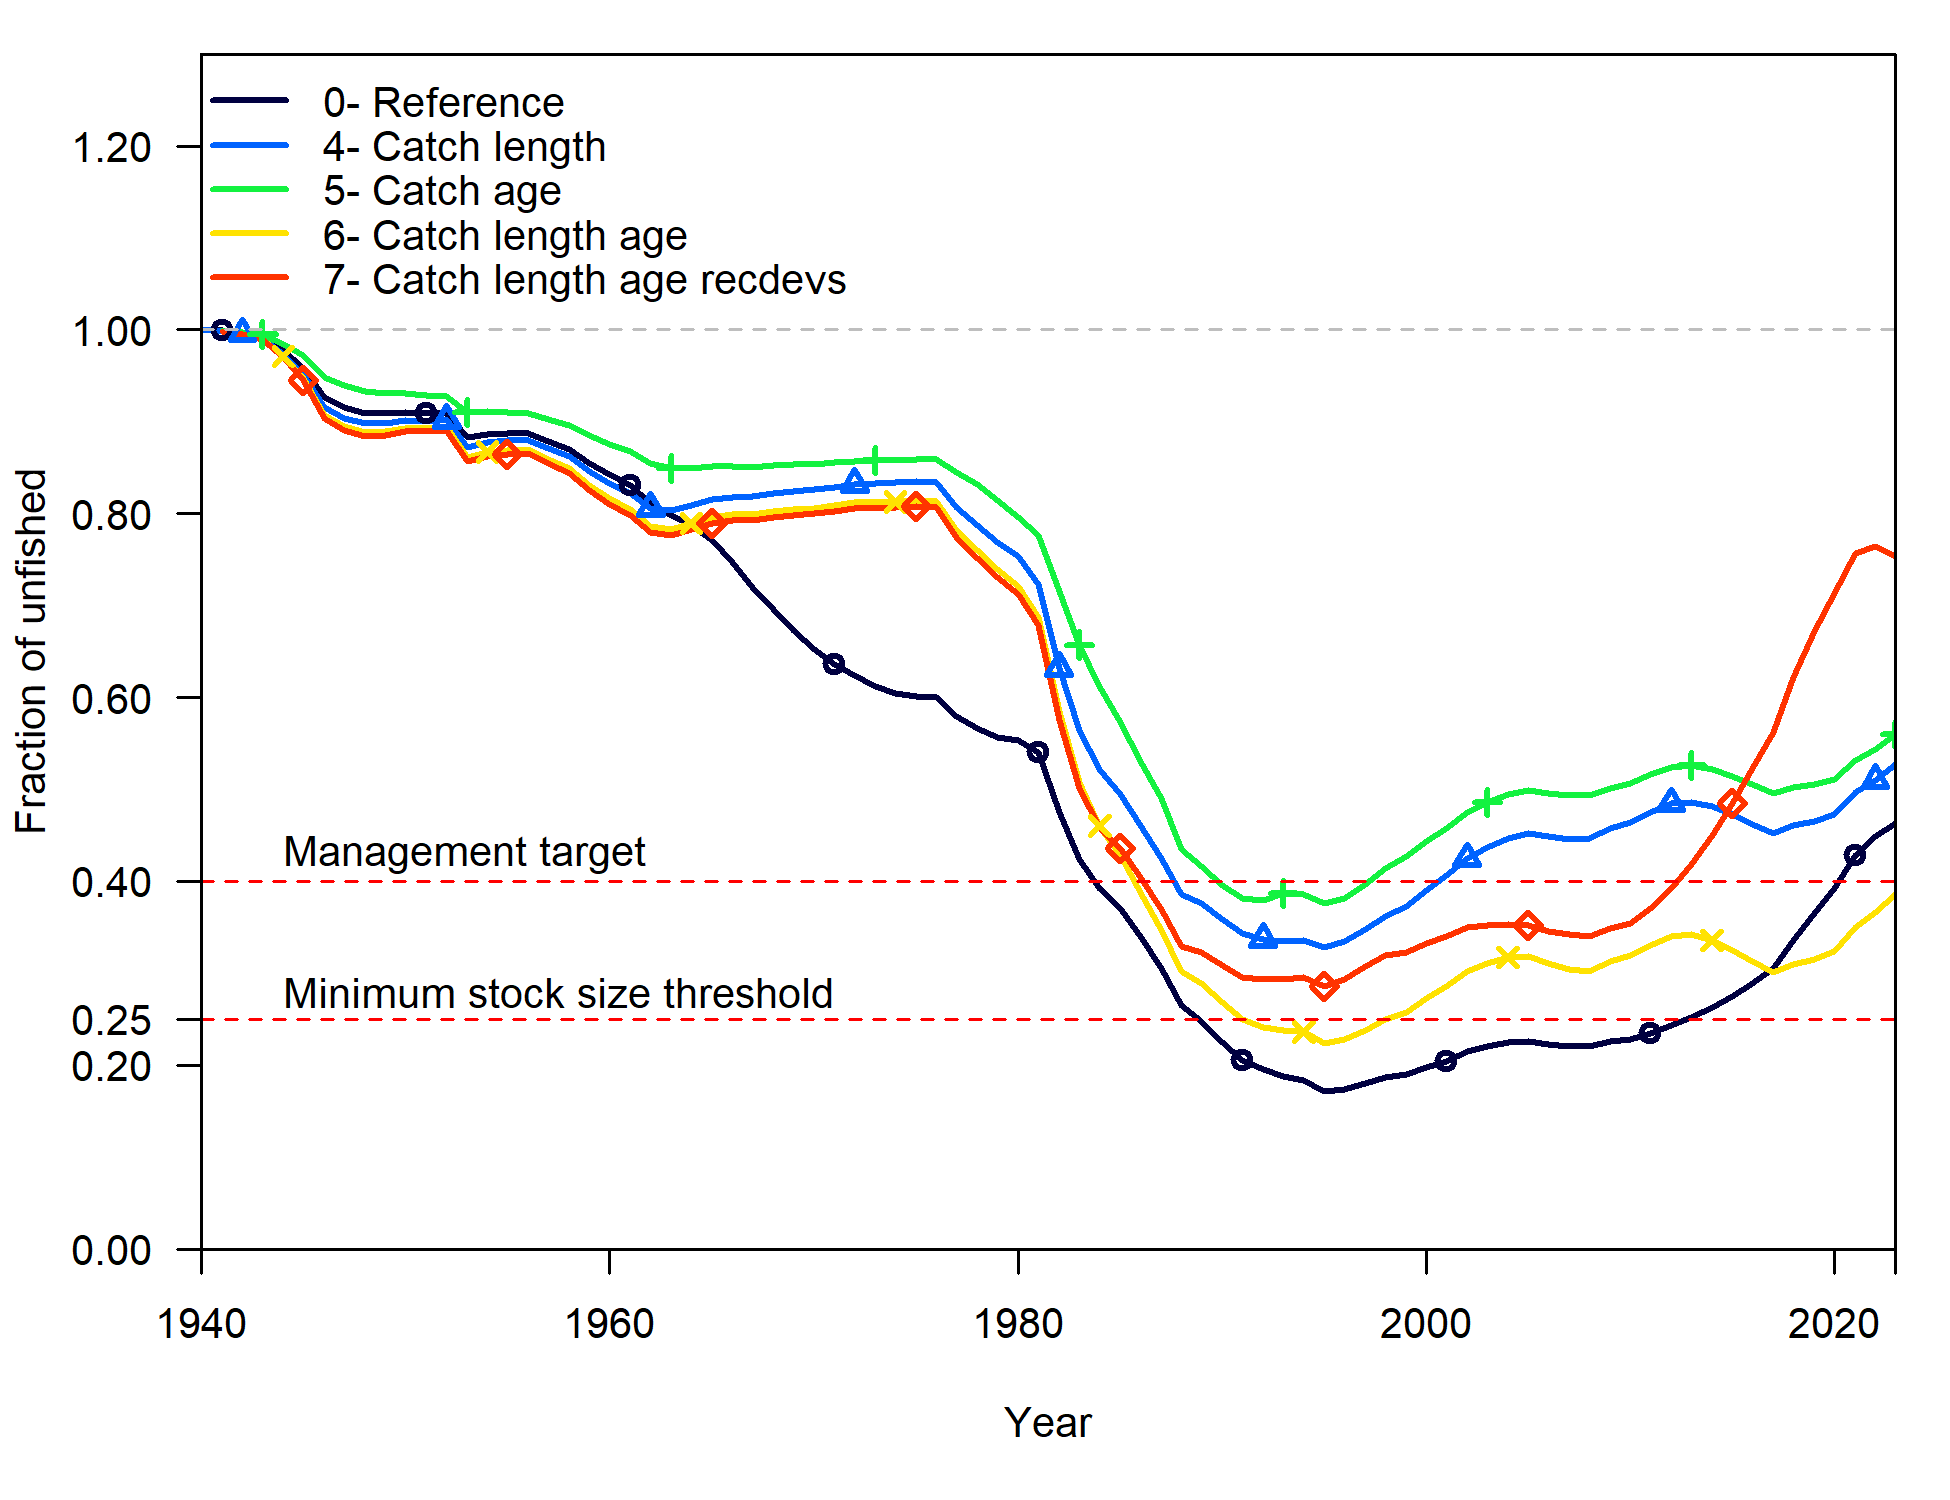 0- Reference
4- Catch length
5- Catch age
6- Catch length age
7- Catch length age recdevs
1.20
1.00
0.80
0.60
0.40
0.25
0.20
0.00
Fraction of unfished
Management target
Minimum stock size threshold
1940
1960
1980
2000
2020
Year